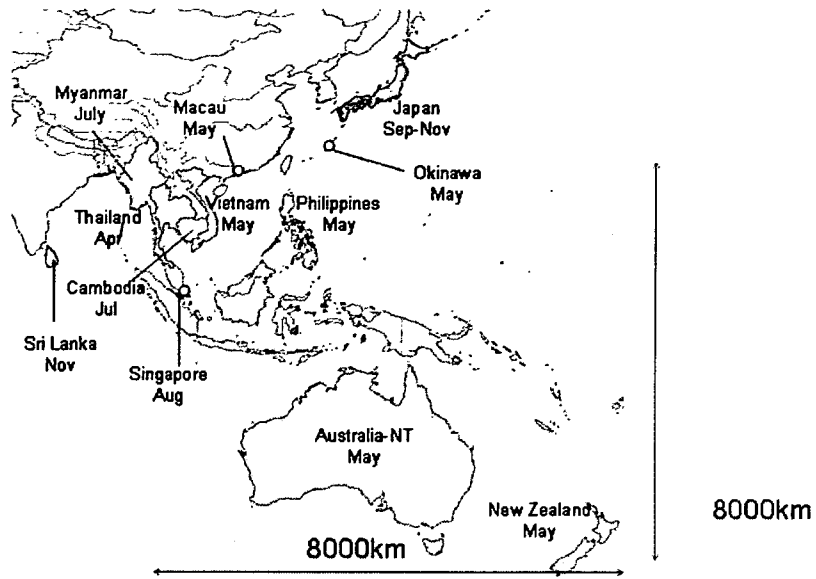 Myanmar
July
Macau
May
Japan
Sep-Nov
Okinawa
May
Thailand
Apr
Vietnam
May
Philippines
May
Cambodia
Jul
Sri Lanka
Nov
Singapore
Aug
Australia-NT
May
New Zealand
May
8000km
8000km